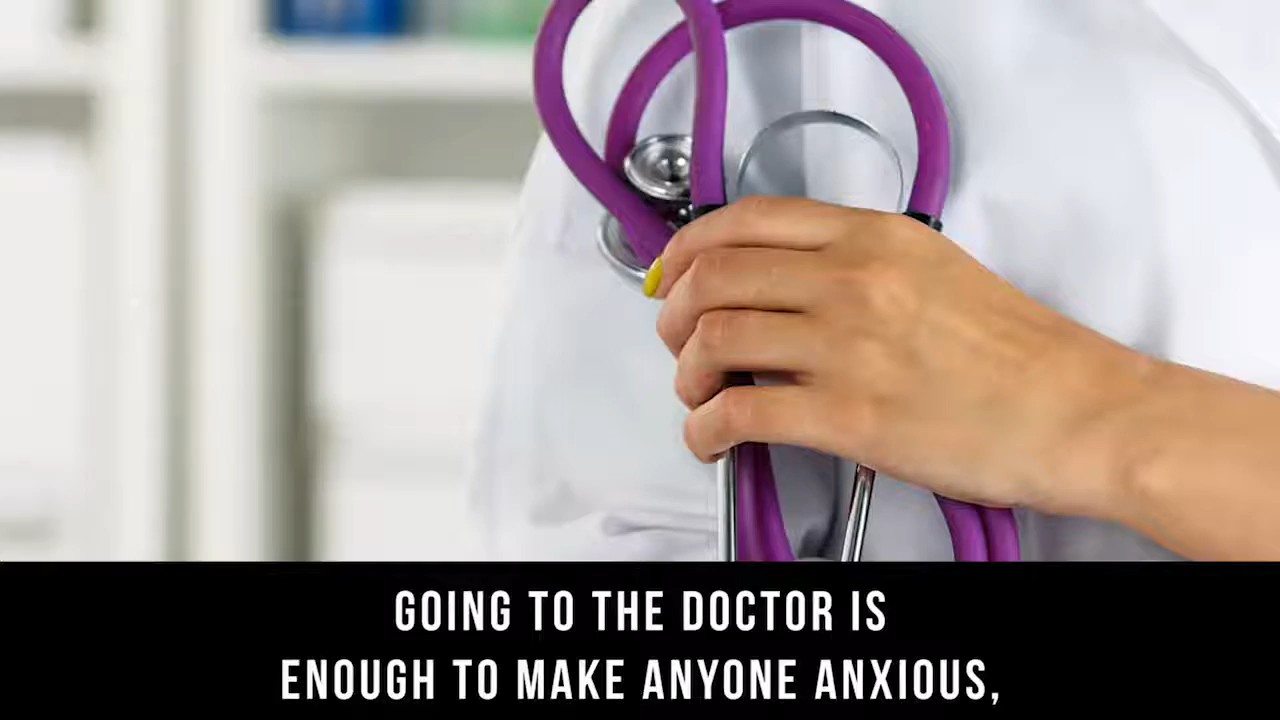 GOING TO THE DOCTOR IS
ENOUGH TO MAKE ANYONE ANXIOUS,